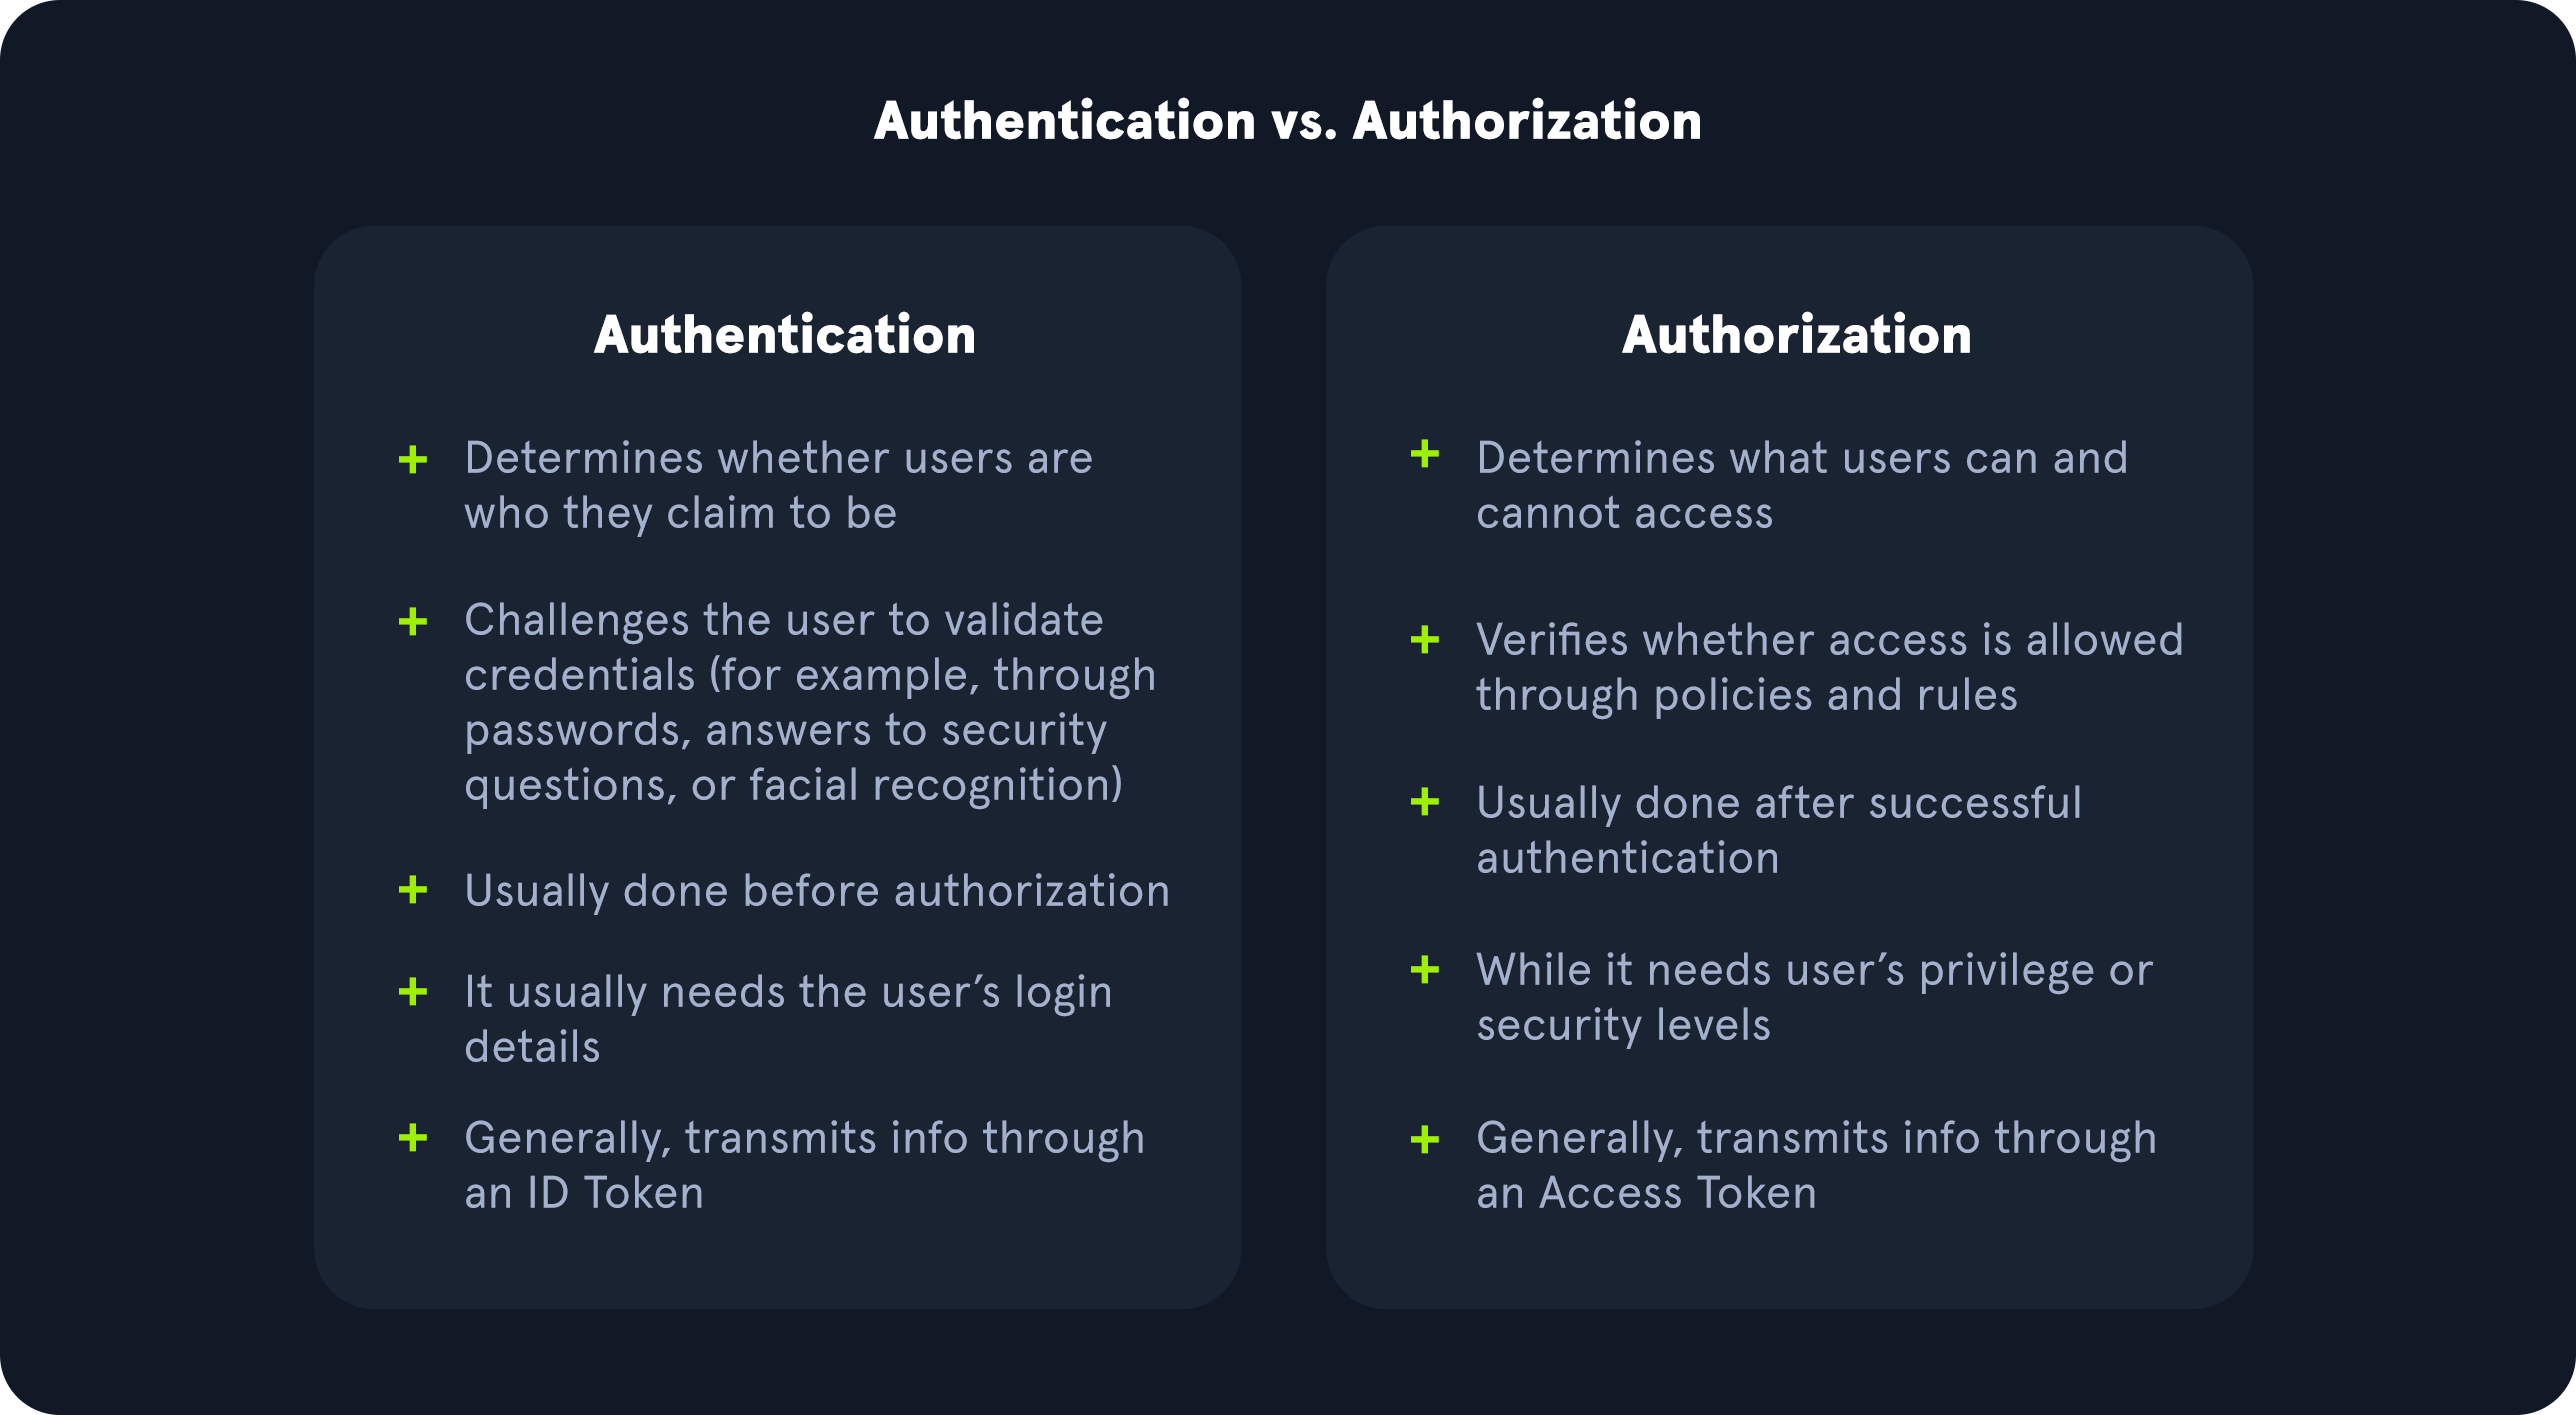 Authentication vs. Authorization
Authentication
Determines whether users are
who they claim to be
Challenges the user to validate
credentials (for example, through
passwords, answers to security
questions, or facial recognition)
Usually done before authorization
It usually needs the user’s login
details
Generally, transmits info through
an ID Token
Authorization
Determines what users can and
cannot access
Verifies whether access is allowed
through policies and rules
Usually done after successful
authentication
While it needs user’s privilege or
security levels
Generally, transmits info through
an Access Token